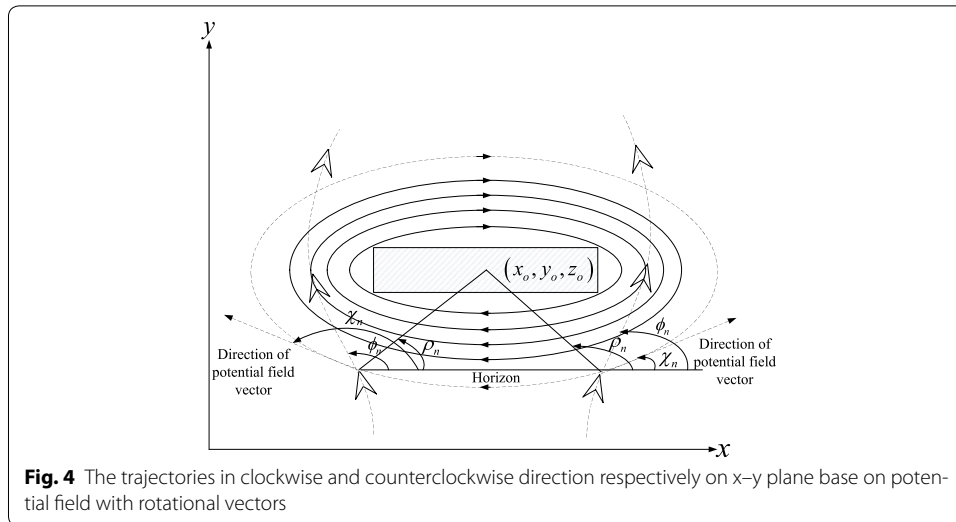 y
(x_o, y_o, z_o)
χ_n
ϕ_n
ρ_n
ρ_n
ϕ_n
χ_n
Direction of
potential field
vector
Horizon
Direction of
potential field
vector
x
Fig. 4 The trajectories in clockwise and counterclockwise direction respectively on x–y plane base on poten-
tial field with rotational vectors